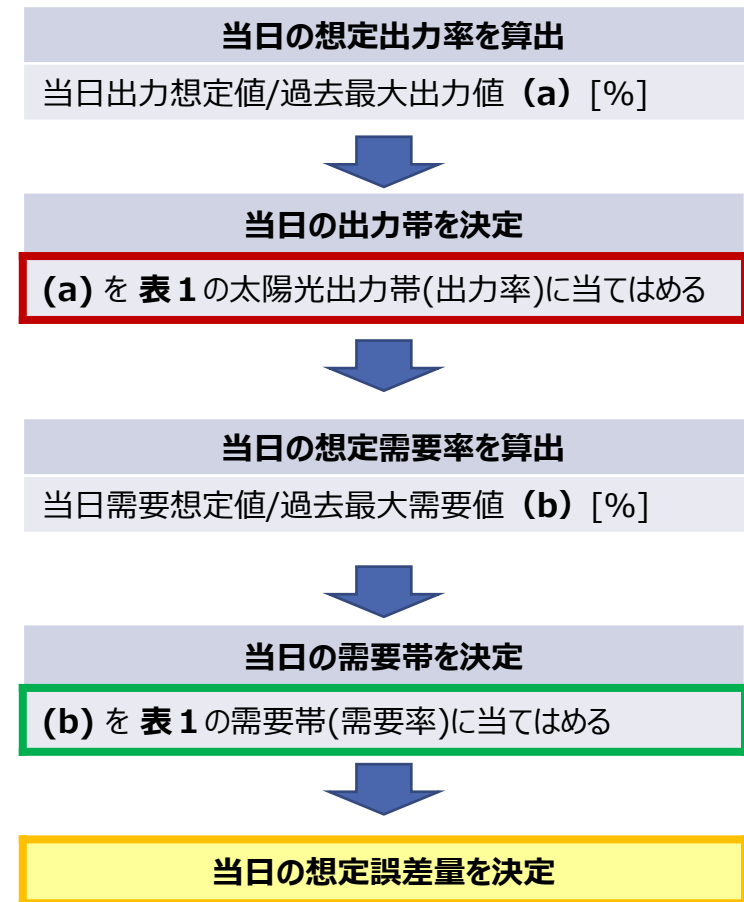 当日の想定出力率を算出
当日出力想定値/過去最大出力値（a）[%]
当日の出力帯を決定
(a) を 表１の太陽光出力帯(出力率)に当てはめる
当日の想定需要率を算出
当日需要想定値/過去最大需要値（b）[%]
当日の需要帯を決定
(b) を 表１の需要帯(需要率)に当てはめる
当日の想定誤差量を決定